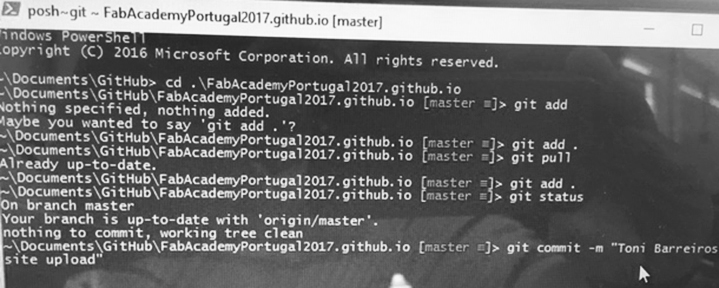 posh~git ~ FabAcademyPortugal2017.github.io [master]
Windows PowerShell
Copyright (C) 2016 Microsoft Corporation. All rights reserved.
~\Documents\GitHub> cd .\FabAcademyPortugal2017.github.io
~\Documents\GitHub\FabAcademyPortugal2017.github.io [master ≡]> git add
Nothing specified, nothing added.
Maybe you wanted to say 'git add .'?
~\Documents\GitHub\FabAcademyPortugal2017.github.io [master ≡]> git add .
~\Documents\GitHub\FabAcademyPortugal2017.github.io [master ≡]> git pull
Already up-to-date.
~\Documents\GitHub\FabAcademyPortugal2017.github.io [master ≡]> git add .
~\Documents\GitHub\FabAcademyPortugal2017.github.io [master ≡]> git status
On branch master
Your branch is up-to-date with 'origin/master'.
nothing to commit, working tree clean
~\Documents\GitHub\FabAcademyPortugal2017.github.io [master ≡]> git commit -m "Toni Barreiros
site upload"